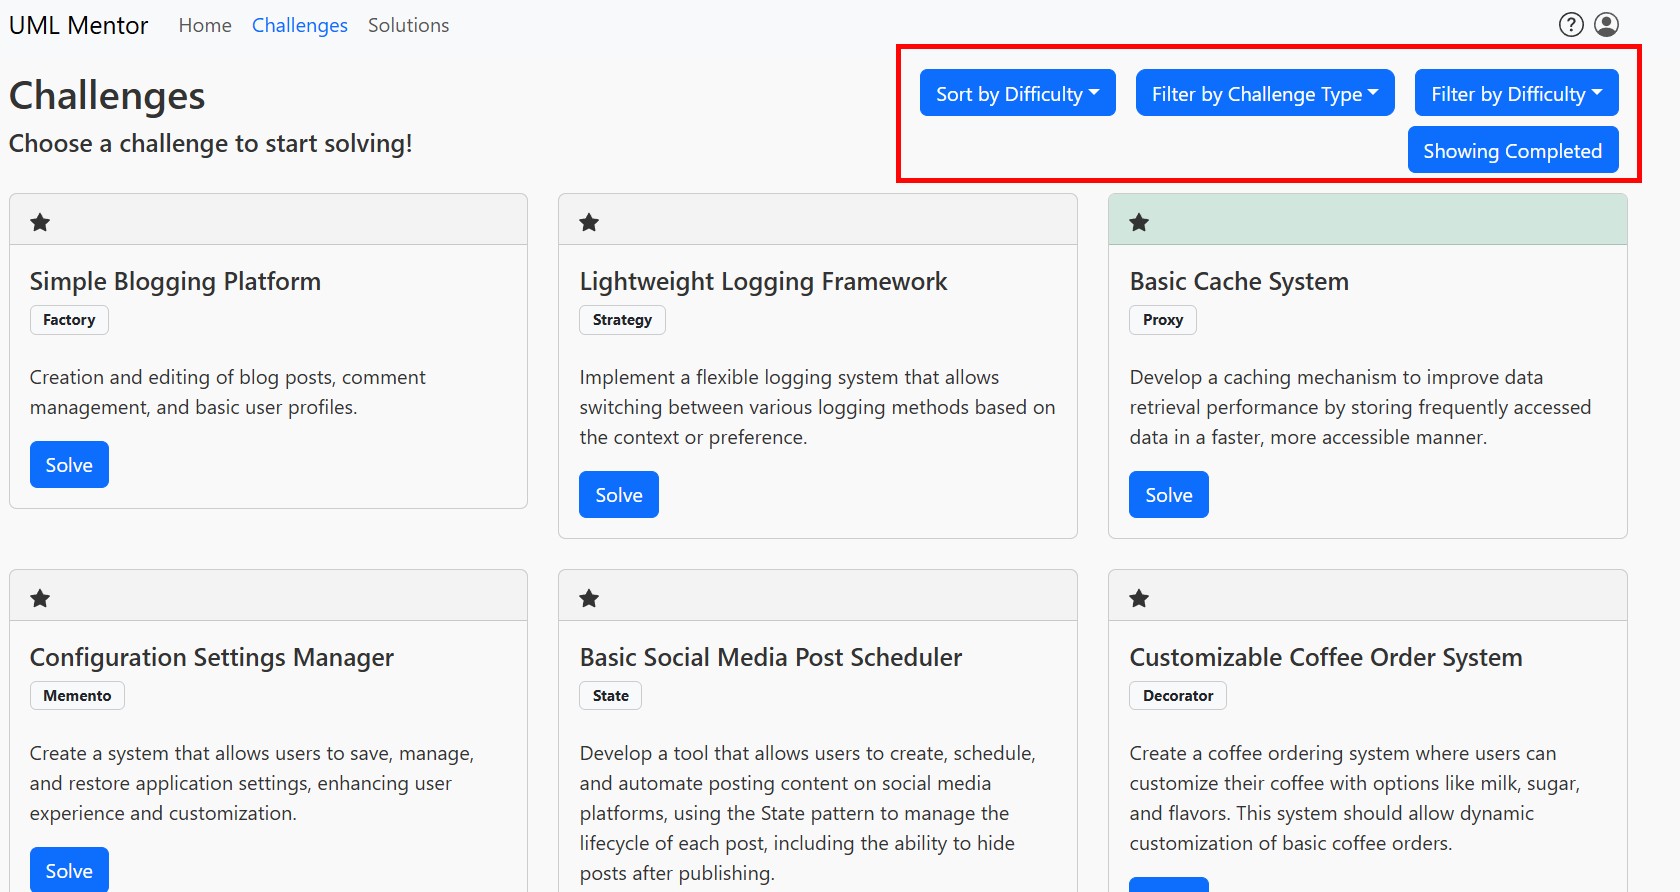 UML Mentor Home Challenges Solutions
Challenges
Choose a challenge to start solving!
Sort by Difficulty Filter by Challenge Type Filter by Difficulty
Showing Completed
Simple Blogging Platform
Factory
Creation and editing of blog posts, comment
management, and basic user profiles.
Solve
Lightweight Logging Framework
Strategy
Implement a flexible logging system that allows
switching between various logging methods based on
the context or preference.
Solve
Basic Cache System
Proxy
Develop a caching mechanism to improve data
retrieval performance by storing frequently accessed
data in a faster, more accessible manner.
Solve
Configuration Settings Manager
Memento
Create a system that allows users to save, manage,
and restore application settings, enhancing user
experience and customization.
Solve
Basic Social Media Post Scheduler
State
Develop a tool that allows users to create, schedule,
and automate posting content on social media
platforms, using the State pattern to manage the
lifecycle of each post, including the ability to hide
posts after publishing.
Customizable Coffee Order System
Decorator
Create a coffee ordering system where users can
customize their coffee with options like milk, sugar,
and flavors. This system should allow dynamic
customization of basic coffee orders.